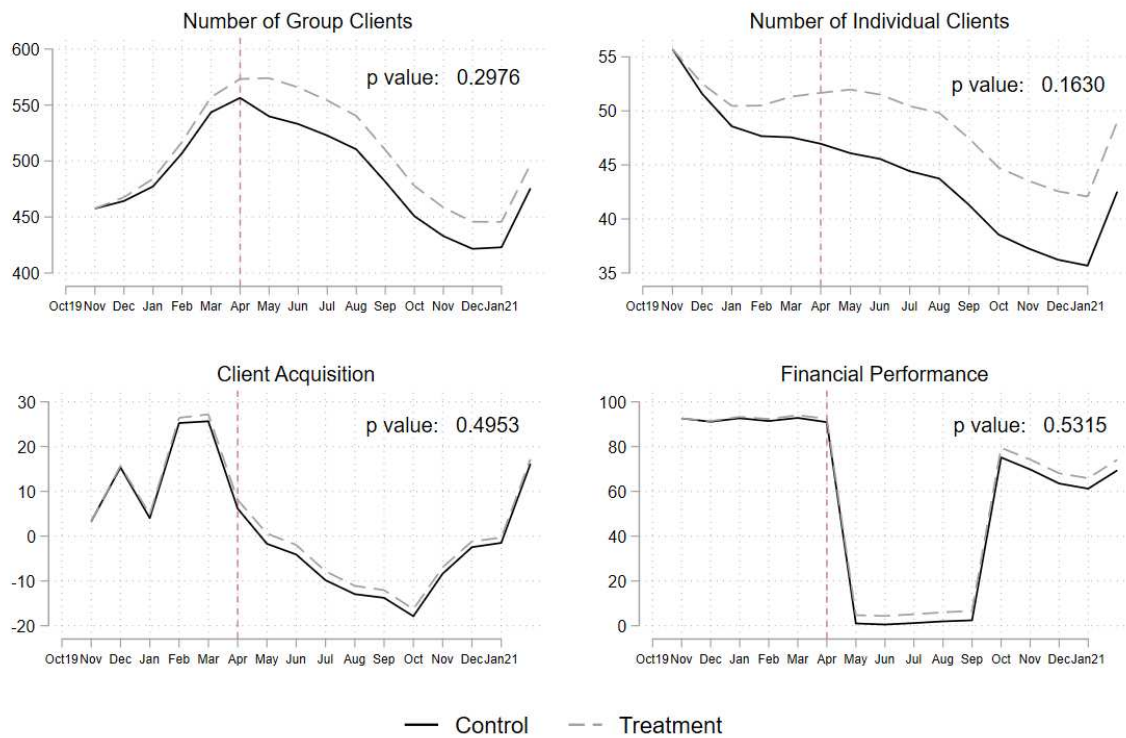 Number of Group Clients
600
550
500
450
400
p value: 0.2976
Oct19 Nov Dec Jan Feb Mar Apr May Jun Jul Aug Sep Oct Nov Dec Jan21
Number of Individual Clients
55
50
45
40
35
p value: 0.1630
Oct19 Nov Dec Jan Feb Mar Apr May Jun Jul Aug Sep Oct Nov Dec Jan21
Client Acquisition
30
20
10
0
-10
-20
p value: 0.4953
Oct19 Nov Dec Jan Feb Mar Apr May Jun Jul Aug Sep Oct Nov Dec Jan21
Financial Performance
100
80
60
40
20
0
p value: 0.5315
Oct19 Nov Dec Jan Feb Mar Apr May Jun Jul Aug Sep Oct Nov Dec Jan21
Control Treatment